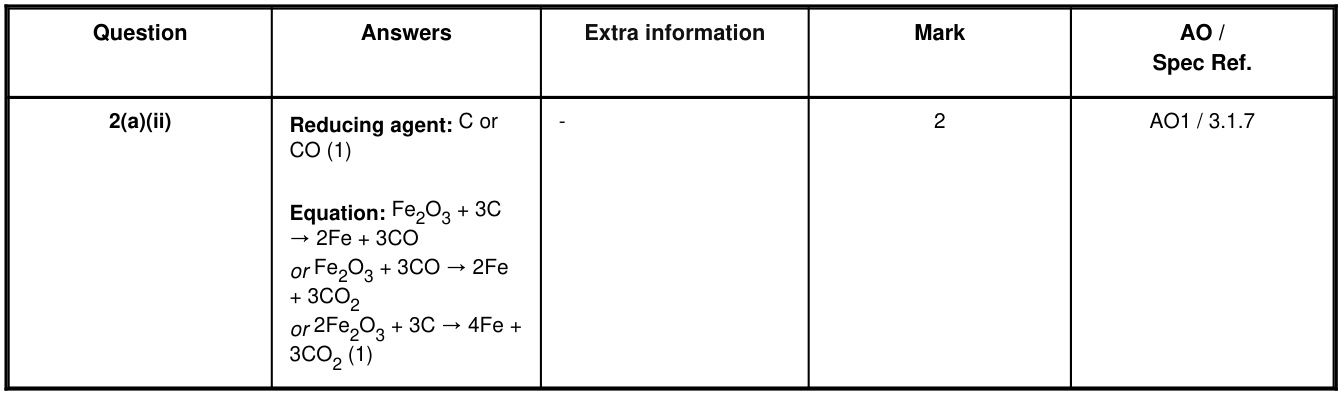 Question Answers Extra information Mark AO /
Spec Ref.
2(a)(ii) Reducing agent: C or - 2 AO1 / 3.1.7
CO (1)
Equation: Fe₂O₃ + 3C
→ 2Fe + 3CO
or Fe₂O₃ + 3CO → 2Fe
+ 3CO₂
or 2Fe₂O₃ + 3C → 4Fe +
3CO₂ (1)